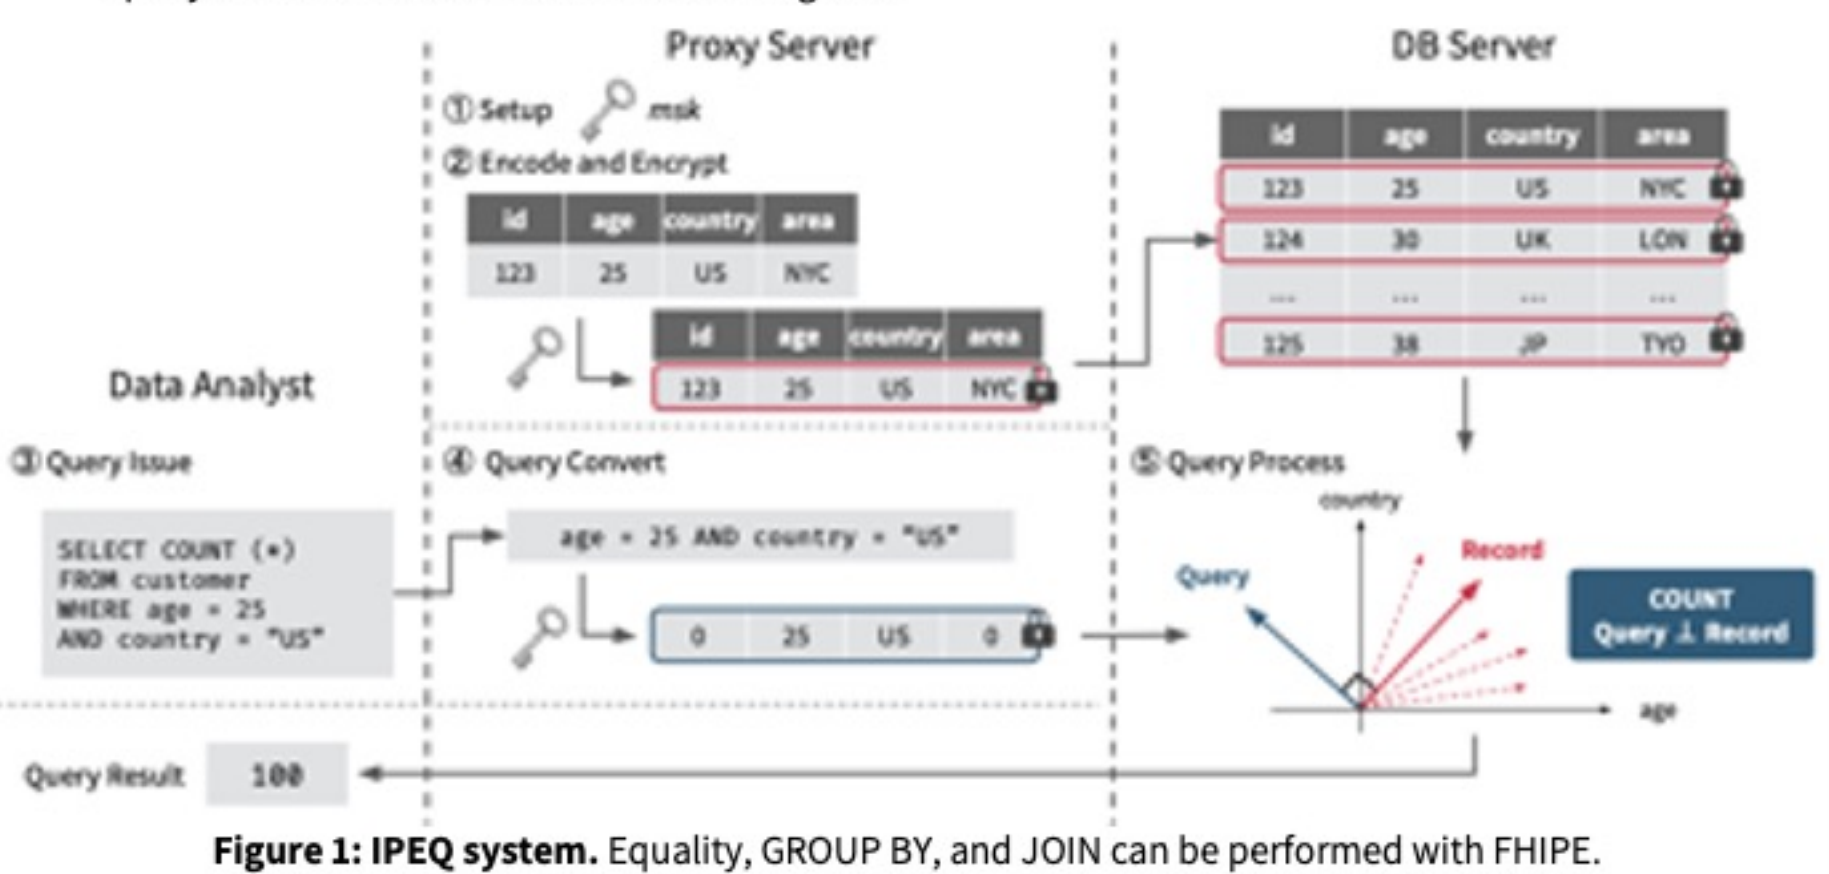 Proxy Server
DB Server
① Setup msk
② Encode and Encrypt
id age country area
123 25 US NYC
id age country area
123 25 US NYC
id age country area
123 25 US NYC
124 30 UK LON
... ... ... ...
125 38 JP TYO
Data Analyst
③ Query Issue
SELECT COUNT (*)
FROM customer
WHERE age = 25
AND country = "US"
④ Query Convert
age = 25 AND country = "US"
0 25 US 0
⑤ Query Process
country
Query
Record
age
COUNT
Query ⊥ Record
Query Result 100
Figure 1: IPEQ system. Equality, GROUP BY, and JOIN can be performed with FHIPE.